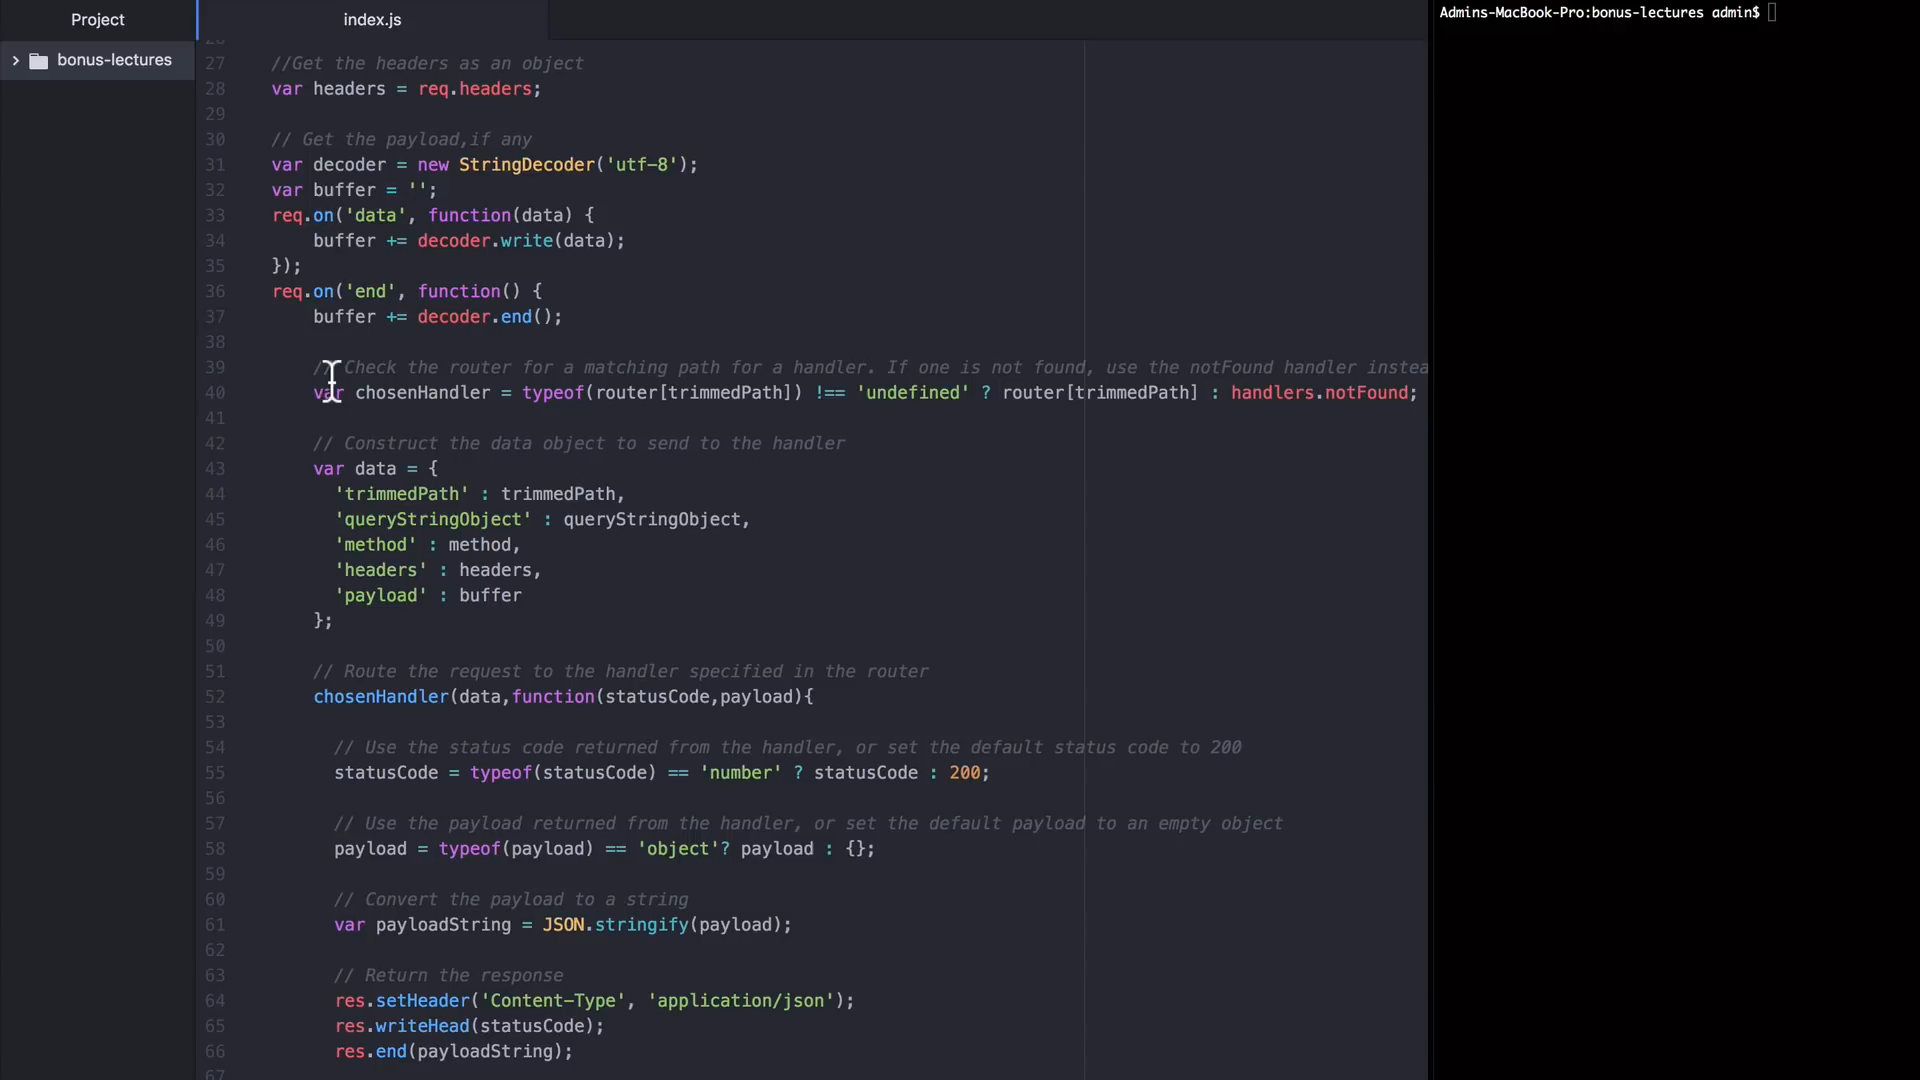 Project
index.js
Admins-MacBook-Pro:bonus-lectures admin$
bonus-lectures
27 //Get the headers as an object
28 var headers = req.headers;
29
30 // Get the payload,if any
31 var decoder = new StringDecoder('utf-8');
32 var buffer = '';
33 req.on('data', function(data) {
34 buffer += decoder.write(data);
35 });
36 req.on('end', function() {
37 buffer += decoder.end();
38
39 // Check the router for a matching path for a handler. If one is not found, use the notFound handler instea
40 var chosenHandler = typeof(router[trimmedPath]) !== 'undefined' ? router[trimmedPath] : handlers.notFound;
41
42 // Construct the data object to send to the handler
43 var data = {
44 'trimmedPath' : trimmedPath,
45 'queryStringObject' : queryStringObject,
46 'method' : method,
47 'headers' : headers,
48 'payload' : buffer
49 };
50
51 // Route the request to the handler specified in the router
52 chosenHandler(data,function(statusCode,payload){
53
54 // Use the status code returned from the handler, or set the default status code to 200
55 statusCode = typeof(statusCode) == 'number' ? statusCode : 200;
56
57 // Use the payload returned from the handler, or set the default payload to an empty object
58 payload = typeof(payload) == 'object'? payload : {};
59
60 // Convert the payload to a string
61 var payloadString = JSON.stringify(payload);
62
63 // Return the response
64 res.setHeader('Content-Type', 'application/json');
65 res.writeHead(statusCode);
66 res.end(payloadString);
67